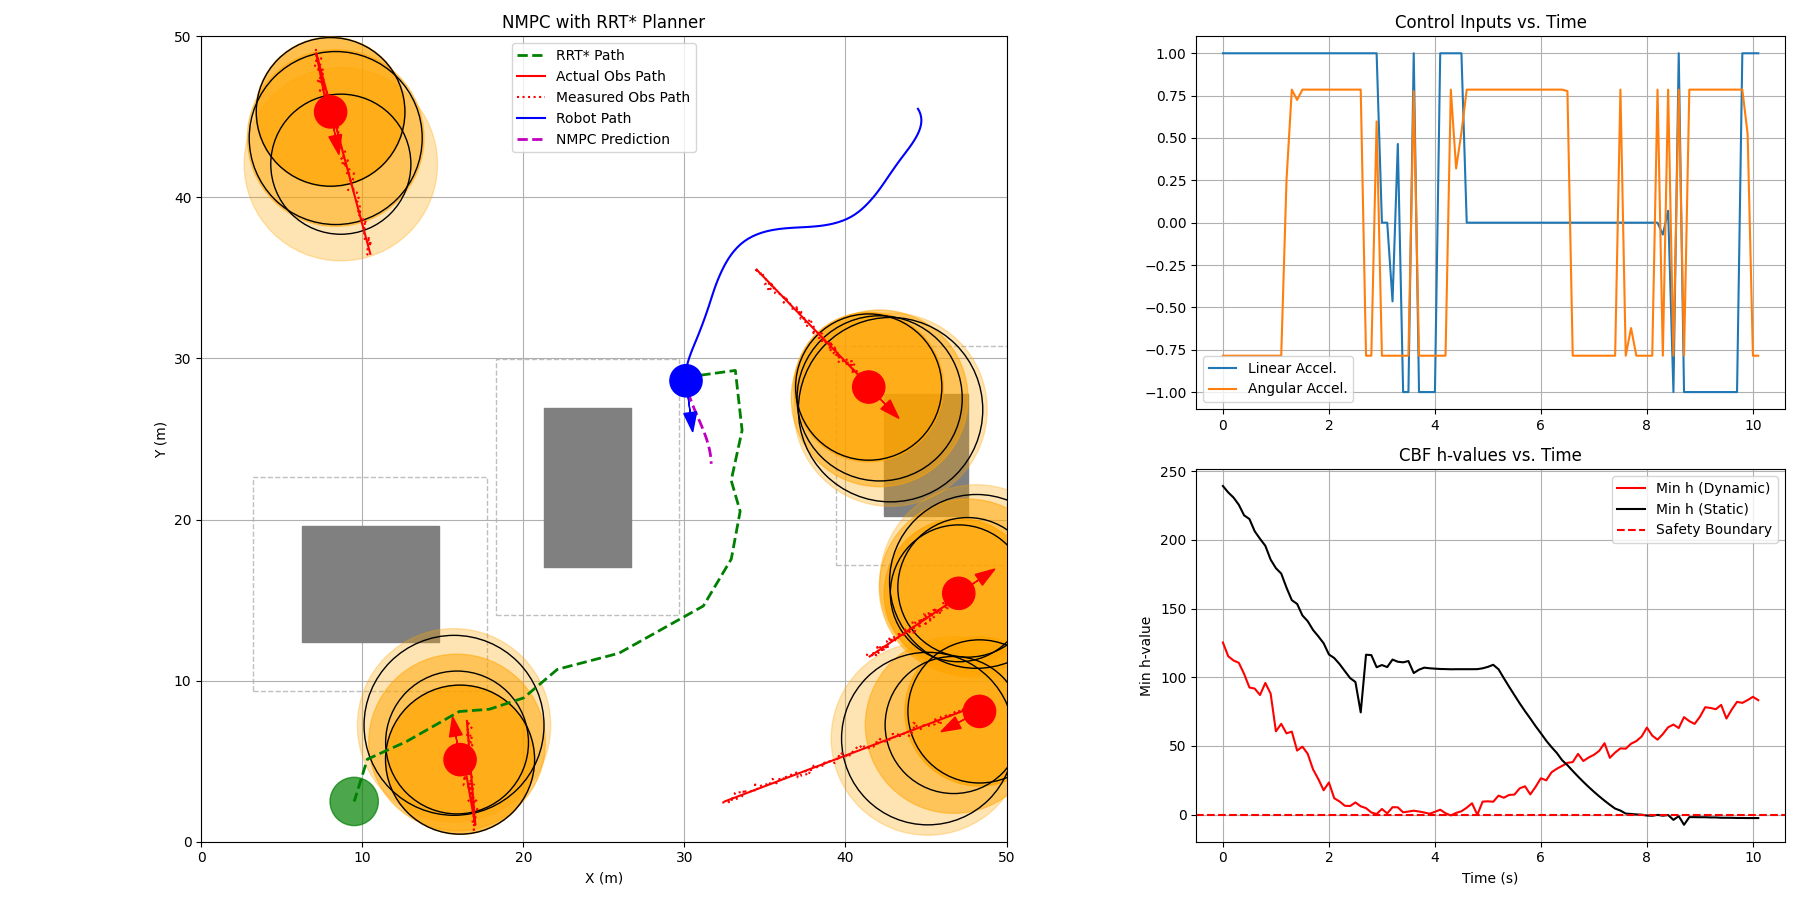 NMPC with RRT* Planner
RRT* Path
Actual Obs Path
Measured Obs Path
Robot Path
NMPC Prediction
Y (m)
50
40
30
20
10
0
0 10 20 30 40 50
X (m)
Control Inputs vs. Time
1.00
0.75
0.50
0.25
0.00
−0.25
−0.50
−0.75
−1.00
Linear Accel.
Angular Accel.
0 2 4 6 8 10
CBF h-values vs. Time
Min h (Dynamic)
Min h (Static)
Safety Boundary
Min h-value
250
200
150
100
50
0
0 2 4 6 8 10
Time (s)